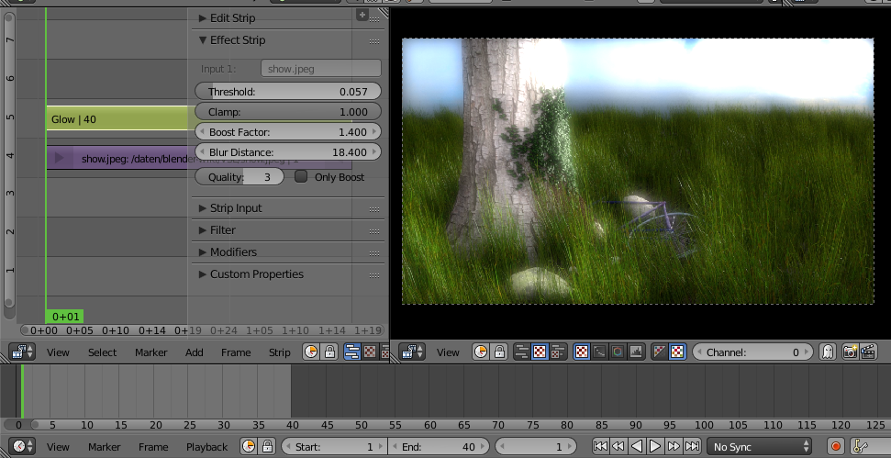 Edit Strip
Effect Strip
Input 1: show.jpeg
Threshold: 0.057
Clamp: 1.000
Glow | 40
Boost Factor: 1.400
Blur Distance: 18.400
show.jpeg: /daten/blender
Quality: 3 Only Boost
Strip Input
Filter
Modifiers
Custom Properties
7
6
5
4
3
2
1
0+01
0+00 0+05 0+10 0+14 0+19 0+24 1+05 1+10 1+14 1+19
View Select Marker Add Frame Strip
View Channel: 0
0 5 10 15 20 25 30 35 40 45 50 55 60 65 70 75 80 85 90 95 100 105 110 115 120 125
View Marker Frame Playback Start: 1 End: 40 1 No Sync